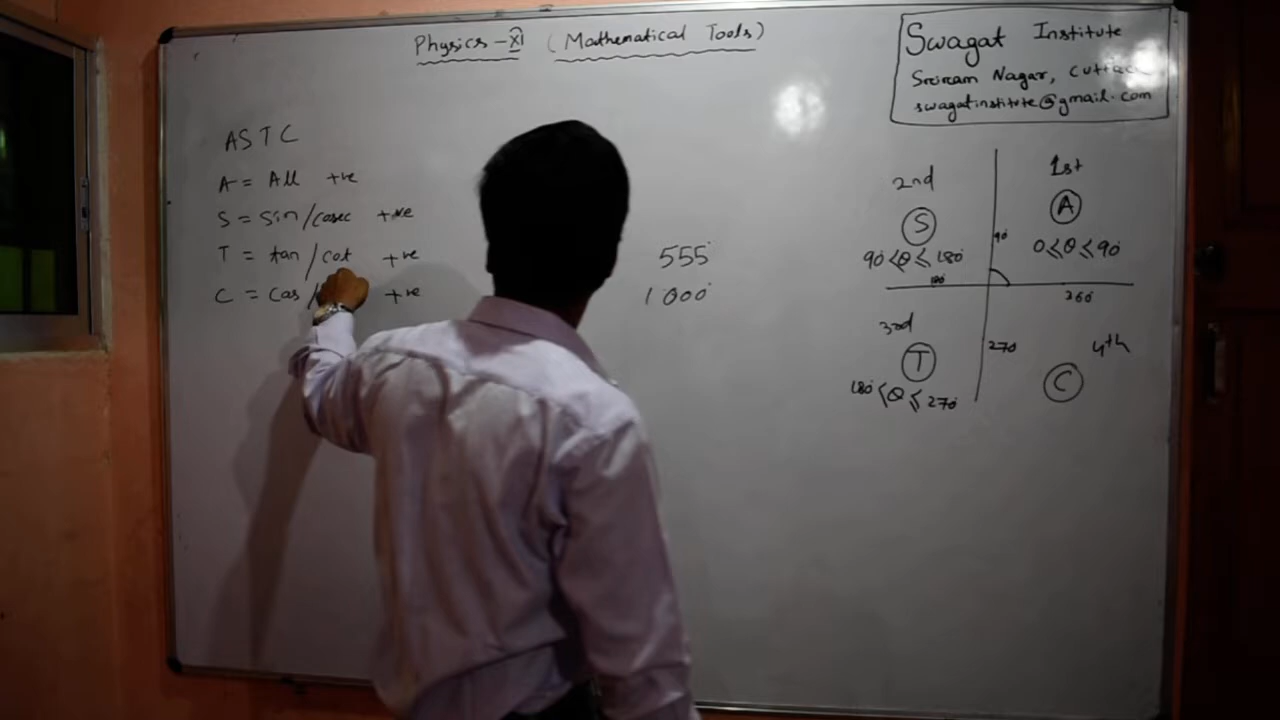 Physics-XI (Mathematical Tools)
Swagat Institute
Sriram Nagar,
swagatinstitute@gmail.com
ASTC
A = All +ve
S = sin/cosec +ve
T = tan/cot +ve
C = cos/ +ve
555°
1000°
2nd
S
90° ≤ θ ≤ 180°
180°
1st
A
0 ≤ θ ≤ 90°
90°
360°
3rd
T
180° ≤ θ ≤ 270°
270°
4th
C